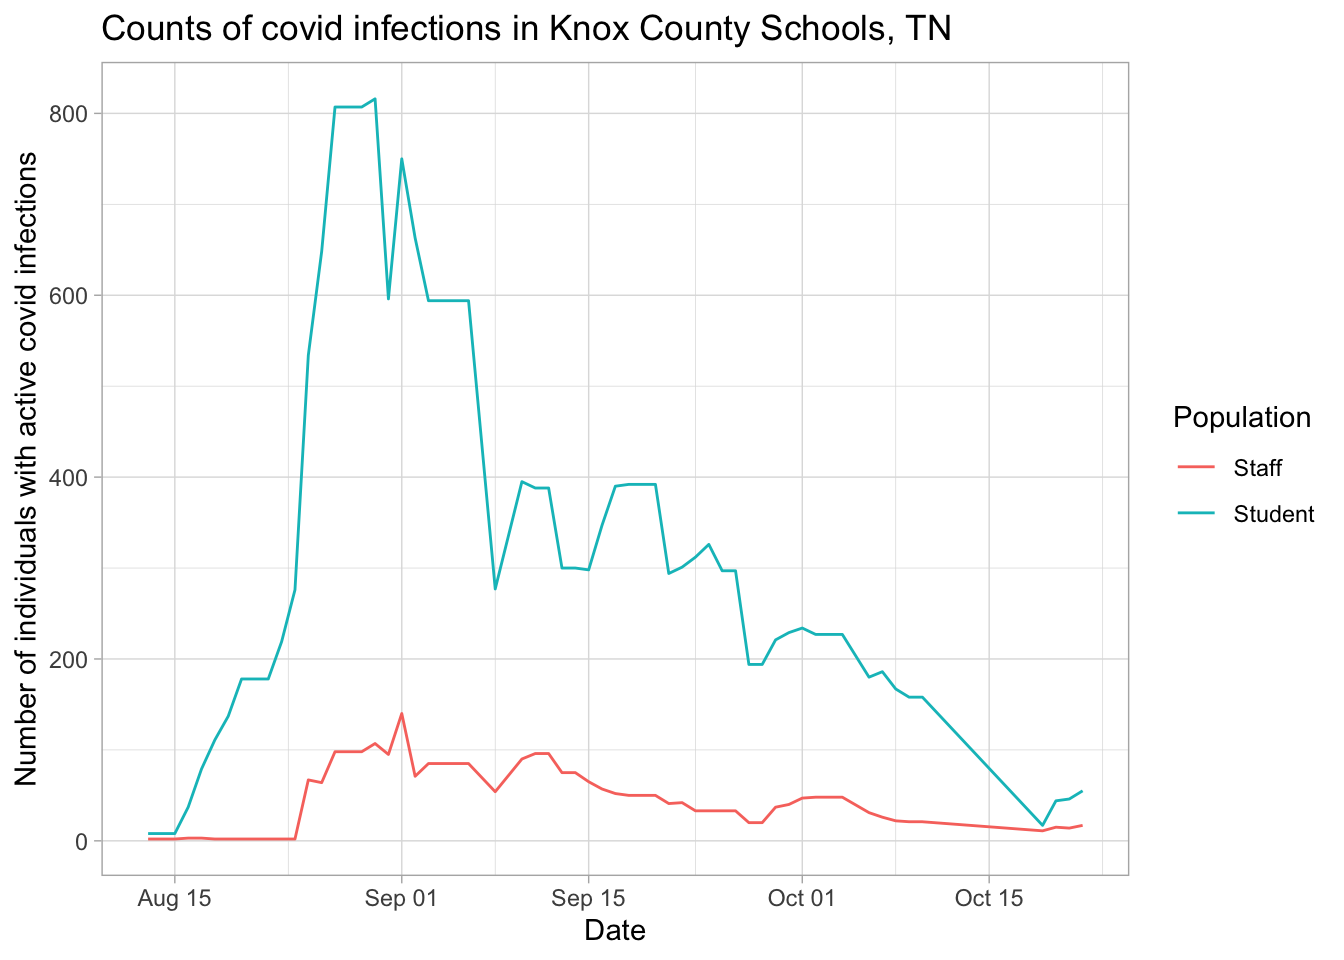 Counts of covid infections in Knox County Schools, TN
Number of individuals with active covid infections
800
600
400
200
0
Aug 15
Sep 01
Sep 15
Oct 01
Oct 15
Date
Population
Staff
Student